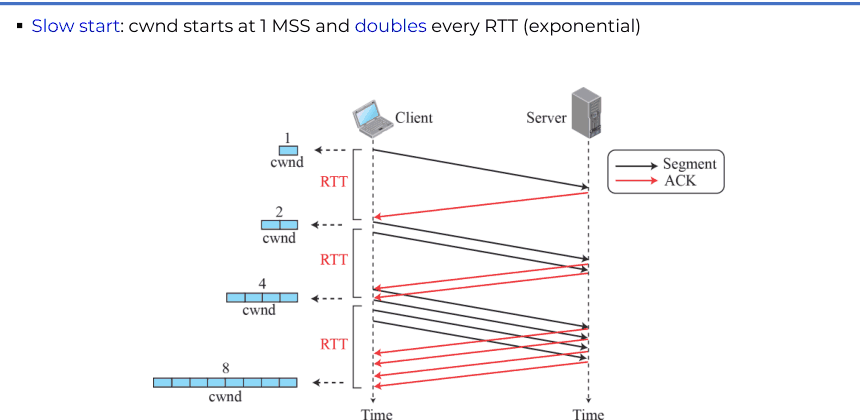 ▪ Slow start: cwnd starts at 1 MSS and doubles every RTT (exponential)
Client
Server
1
cwnd
Segment
ACK
RTT
2
cwnd
RTT
4
cwnd
RTT
8
cwnd
Time
Time